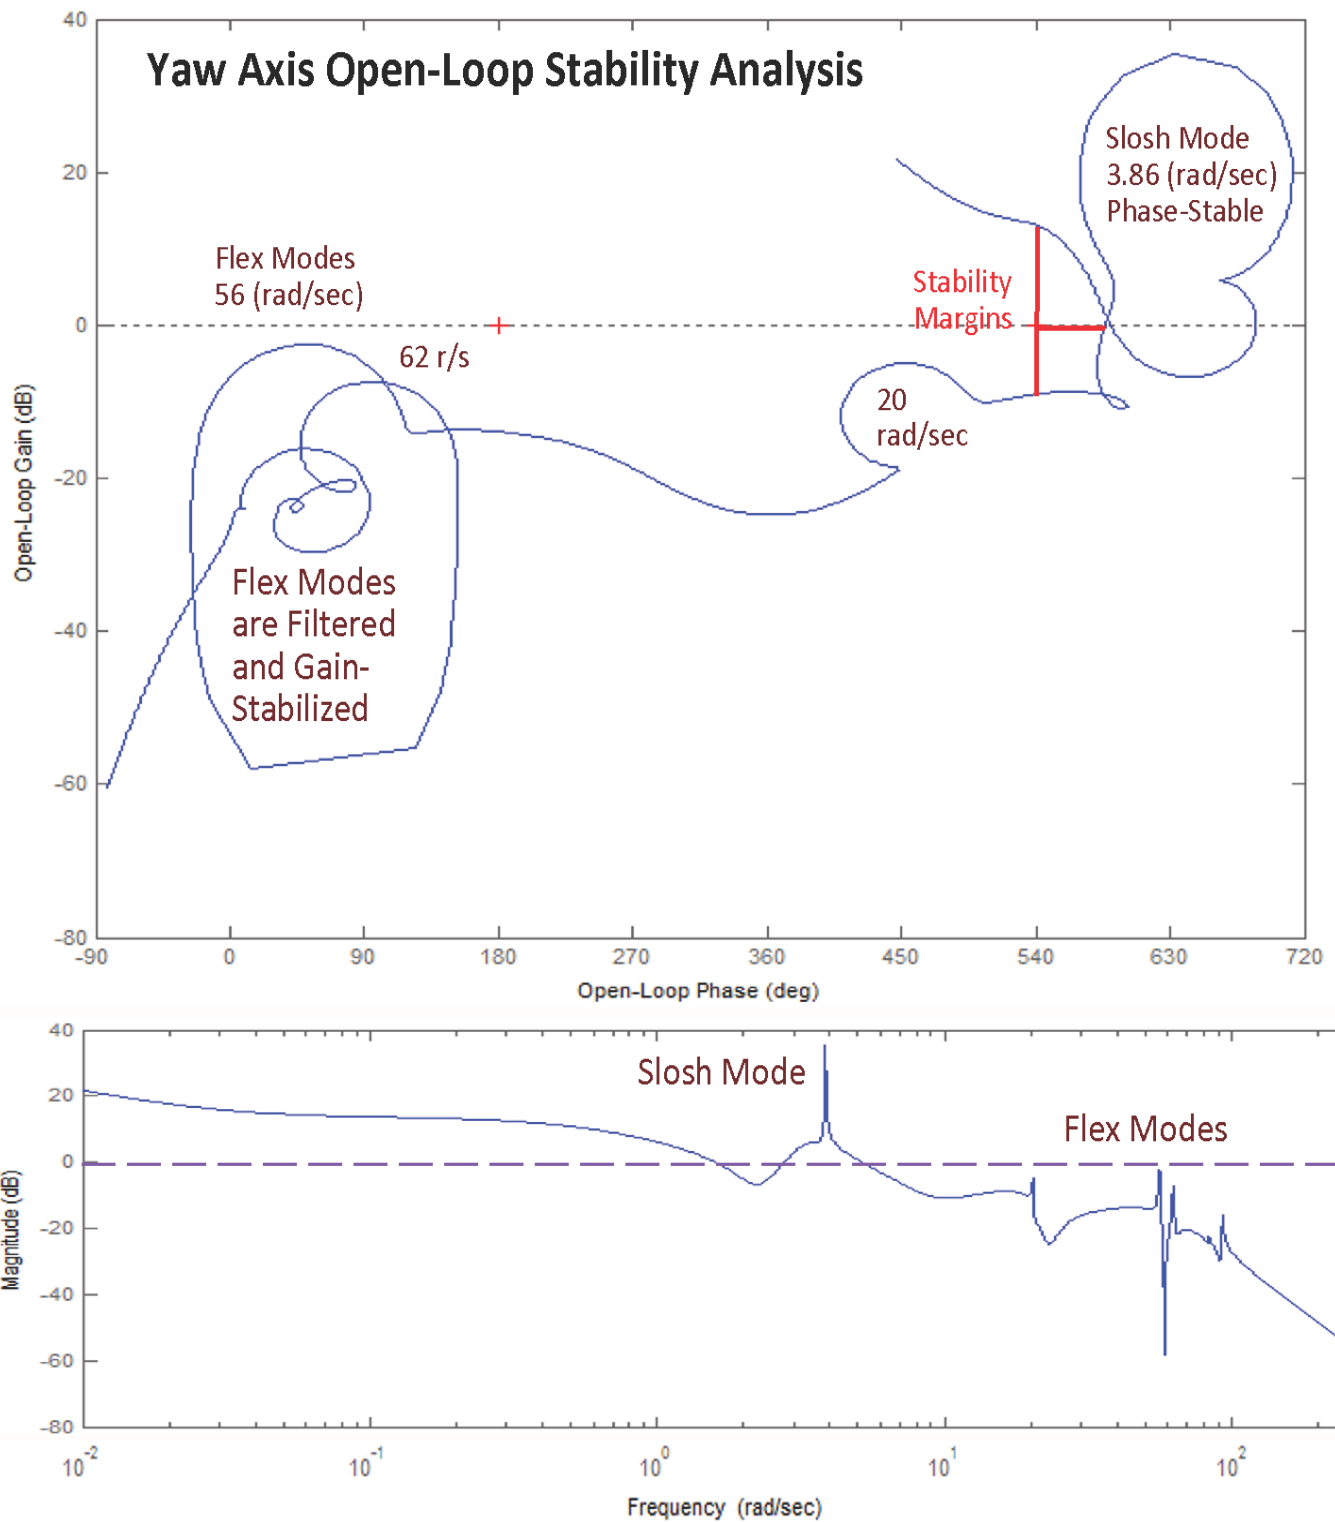 Yaw Axis Open-Loop Stability Analysis
40
20
0
-20
-40
-60
-80
Open-Loop Gain (dB)
Slosh Mode
3.86 (rad/sec)
Phase-Stable
Flex Modes
56 (rad/sec)
Stability
Margins
62 r/s
20
rad/sec
Flex Modes
are Filtered
and Gain-
Stabilized
-90
0
90
180
270
360
450
540
630
720
Open-Loop Phase (deg)
40
20
0
-20
-40
-60
-80
Magnitude (dB)
Slosh Mode
Flex Modes
10⁻²
10⁻¹
10⁰
10¹
10²
Frequency (rad/sec)